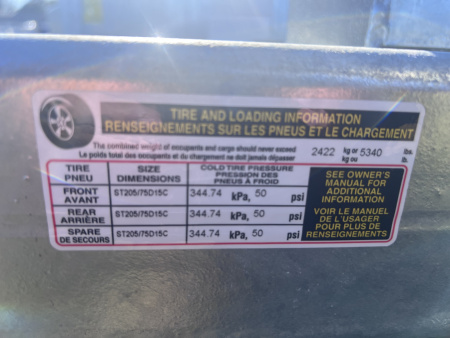 TIRE AND LOADING INFORMATION
RENSEIGNEMENTS SUR LES PNEUS ET LE CHARGEMENT
The combined weight of occupants and cargo should never exceed 2422 kg or 5340 lbs.
Le poids total des occupants et du chargement ne doit jamais dépasser kg ou lb.
TIRE PNEU
SIZE DIMENSIONS
COLD TIRE PRESSURE
PRESSION DES PNEUS À FROID
FRONT AVANT ST205/75D15C 344.74 kPa, 50 psi
REAR ARRIÈRE ST205/75D15C 344.74 kPa, 50 psi
SPARE DE SECOURS ST205/75D15C 344.74 kPa, 50 psi
SEE OWNER'S
MANUAL FOR
ADDITIONAL
INFORMATION
VOIR LE MANUEL
DE L'USAGER
POUR PLUS DE
RENSEIGNEMENTS